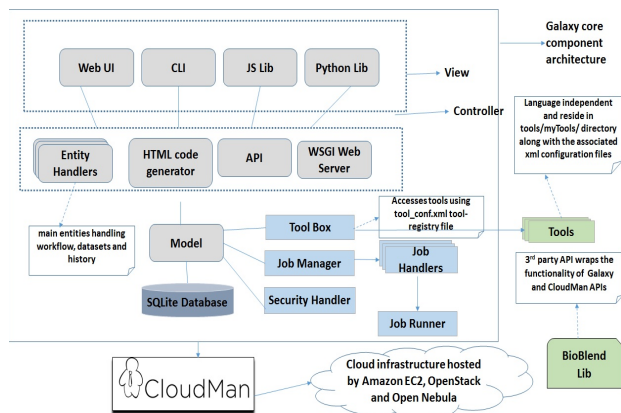 Galaxy core
component
architecture
Web UI
CLI
JS Lib
Python Lib
View
Controller
Language independent
and reside in
tools/myTools/ directory
along with the associated
xml configuration files
Entity
Handlers
HTML code
generator
API
WSGI Web
Server
main entities handling
workflow, datasets and
history
Model
Tool Box
Accesses tools using
tool_conf.xml tool-
registry file
Tools
Job Manager
Job
Handlers
SQLite Database
Security Handler
Job Runner
3rd party API wraps the
functionality of Galaxy
and CloudMan APIs
BioBlend
Lib
CloudMan
Cloud infrastructure hosted
by Amazon EC2, OpenStack
and Open Nebula